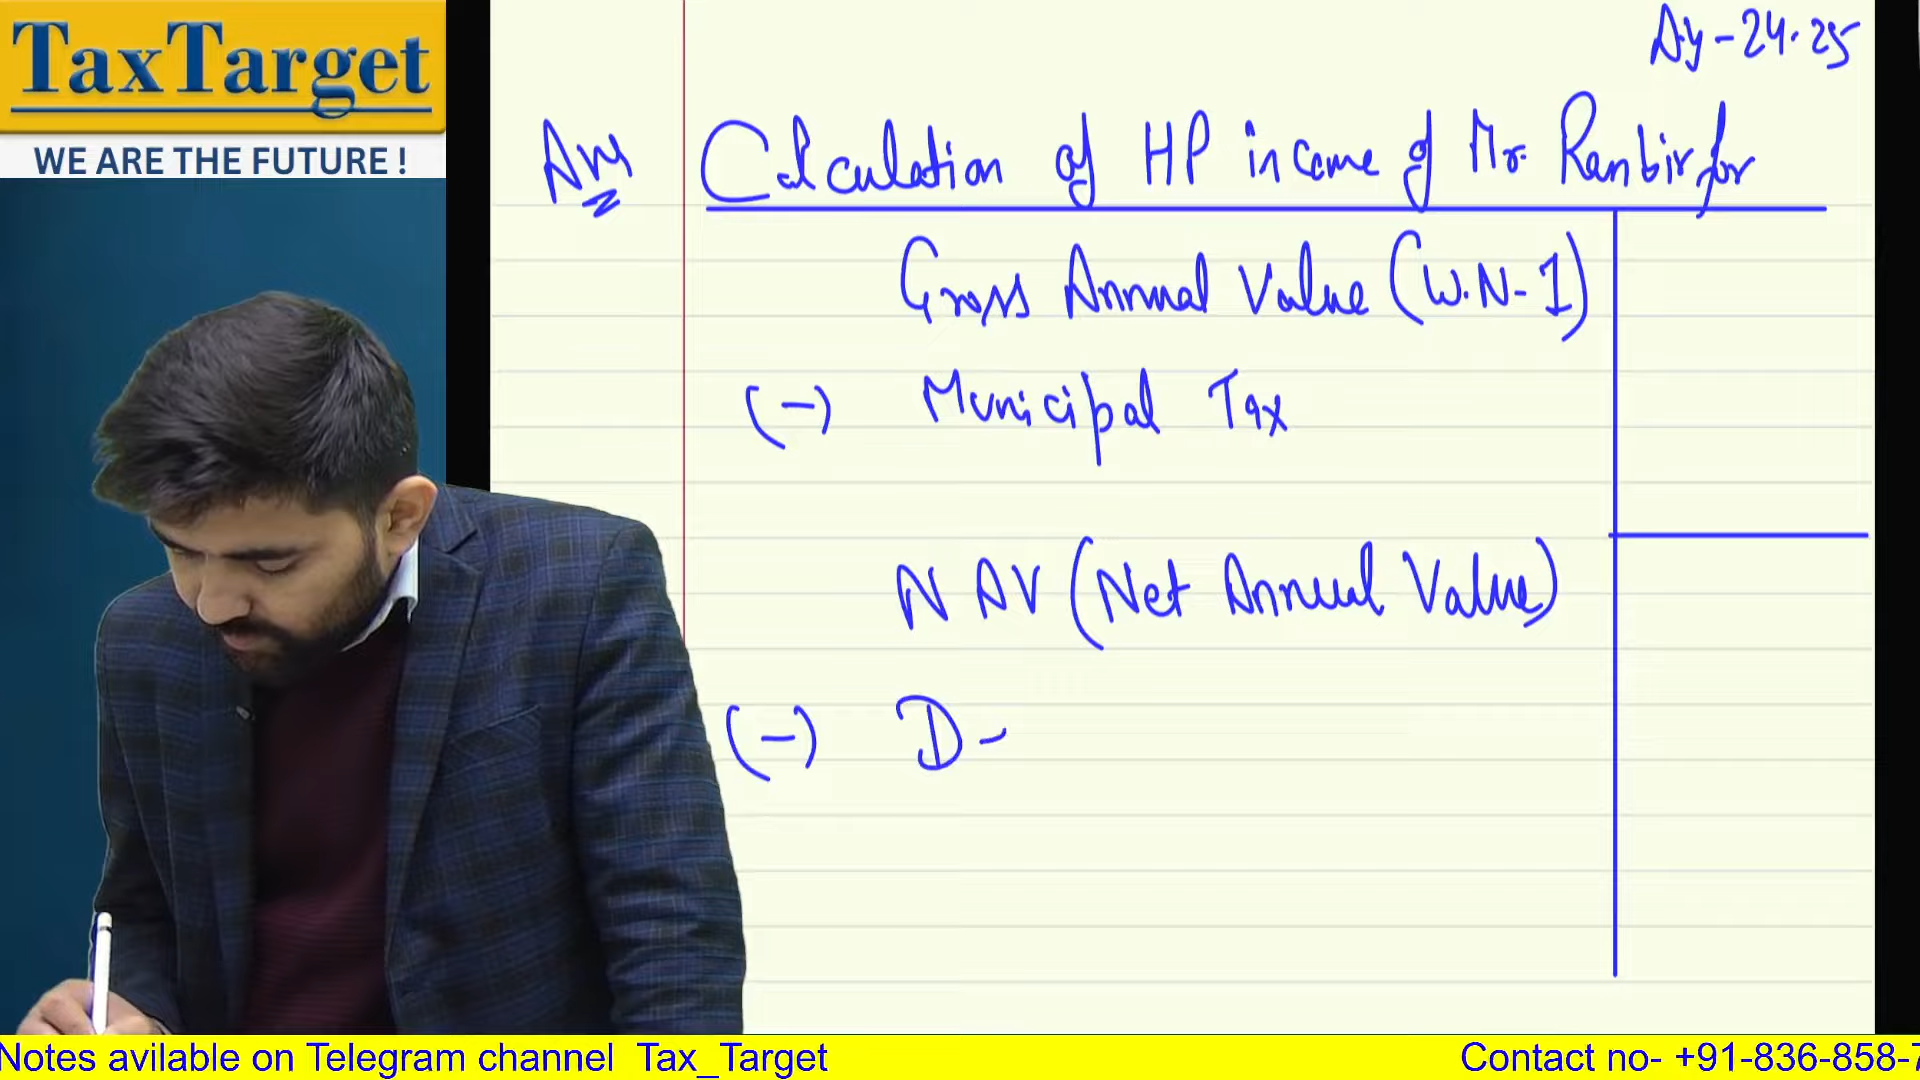 TaxTarget
WE ARE THE FUTURE !
Ay-24-25
Ans Calculation of HP income of Mr. Ranbir for
Gross Annual Value (W.N-1)
(-) Municipal Tax
NAV (Net Annual Value)
(-) D-
Notes avilable on Telegram channel Tax_Target
Contact no- +91-836-858-7